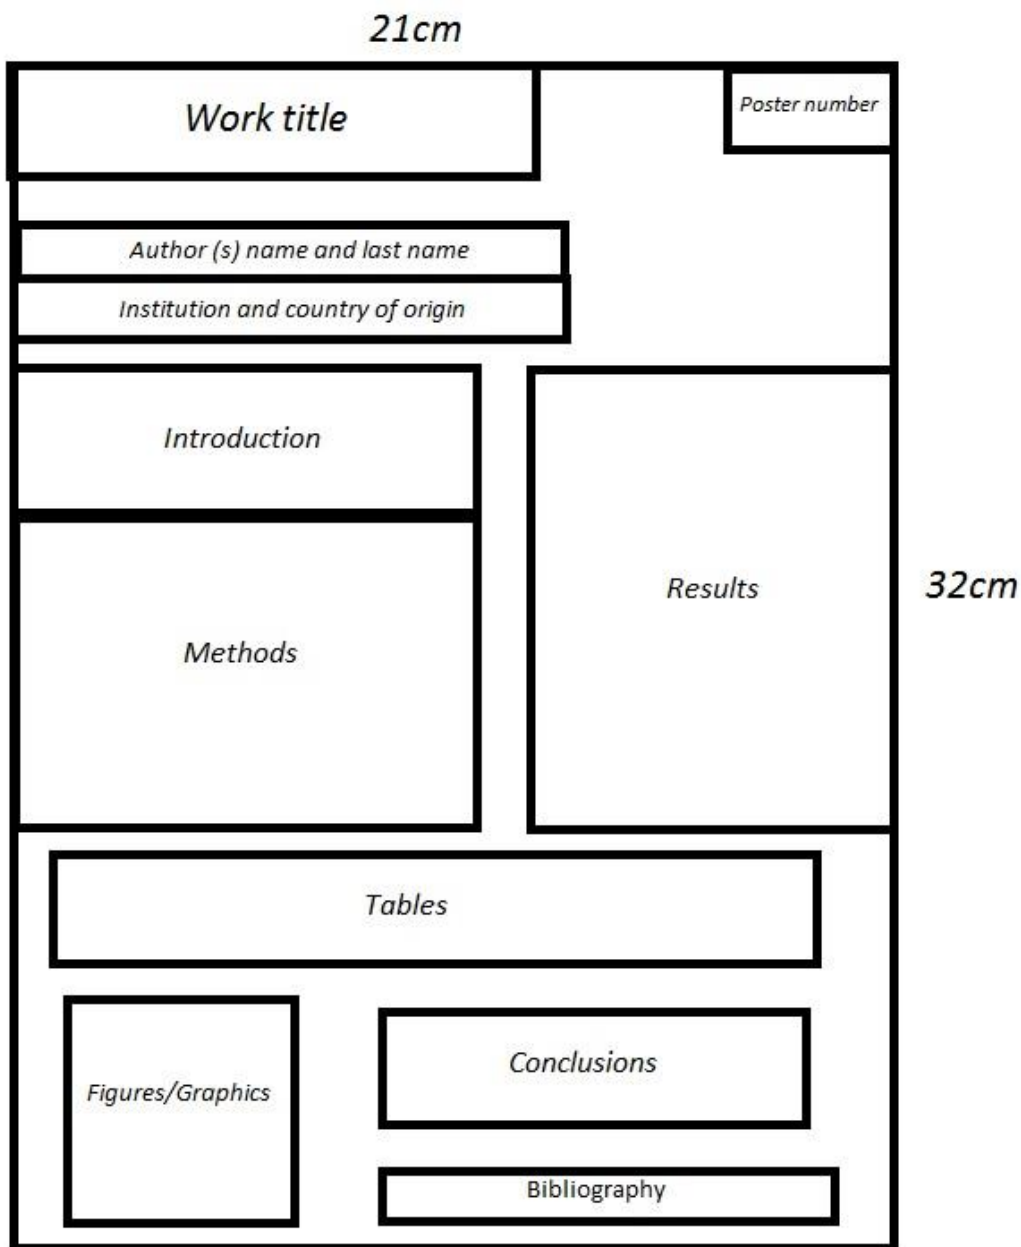 21cm
Work title
Poster number
Author (s) name and last name
Institution and country of origin
Introduction
Methods
Results
32cm
Tables
Figures/Graphics
Conclusions
Bibliography